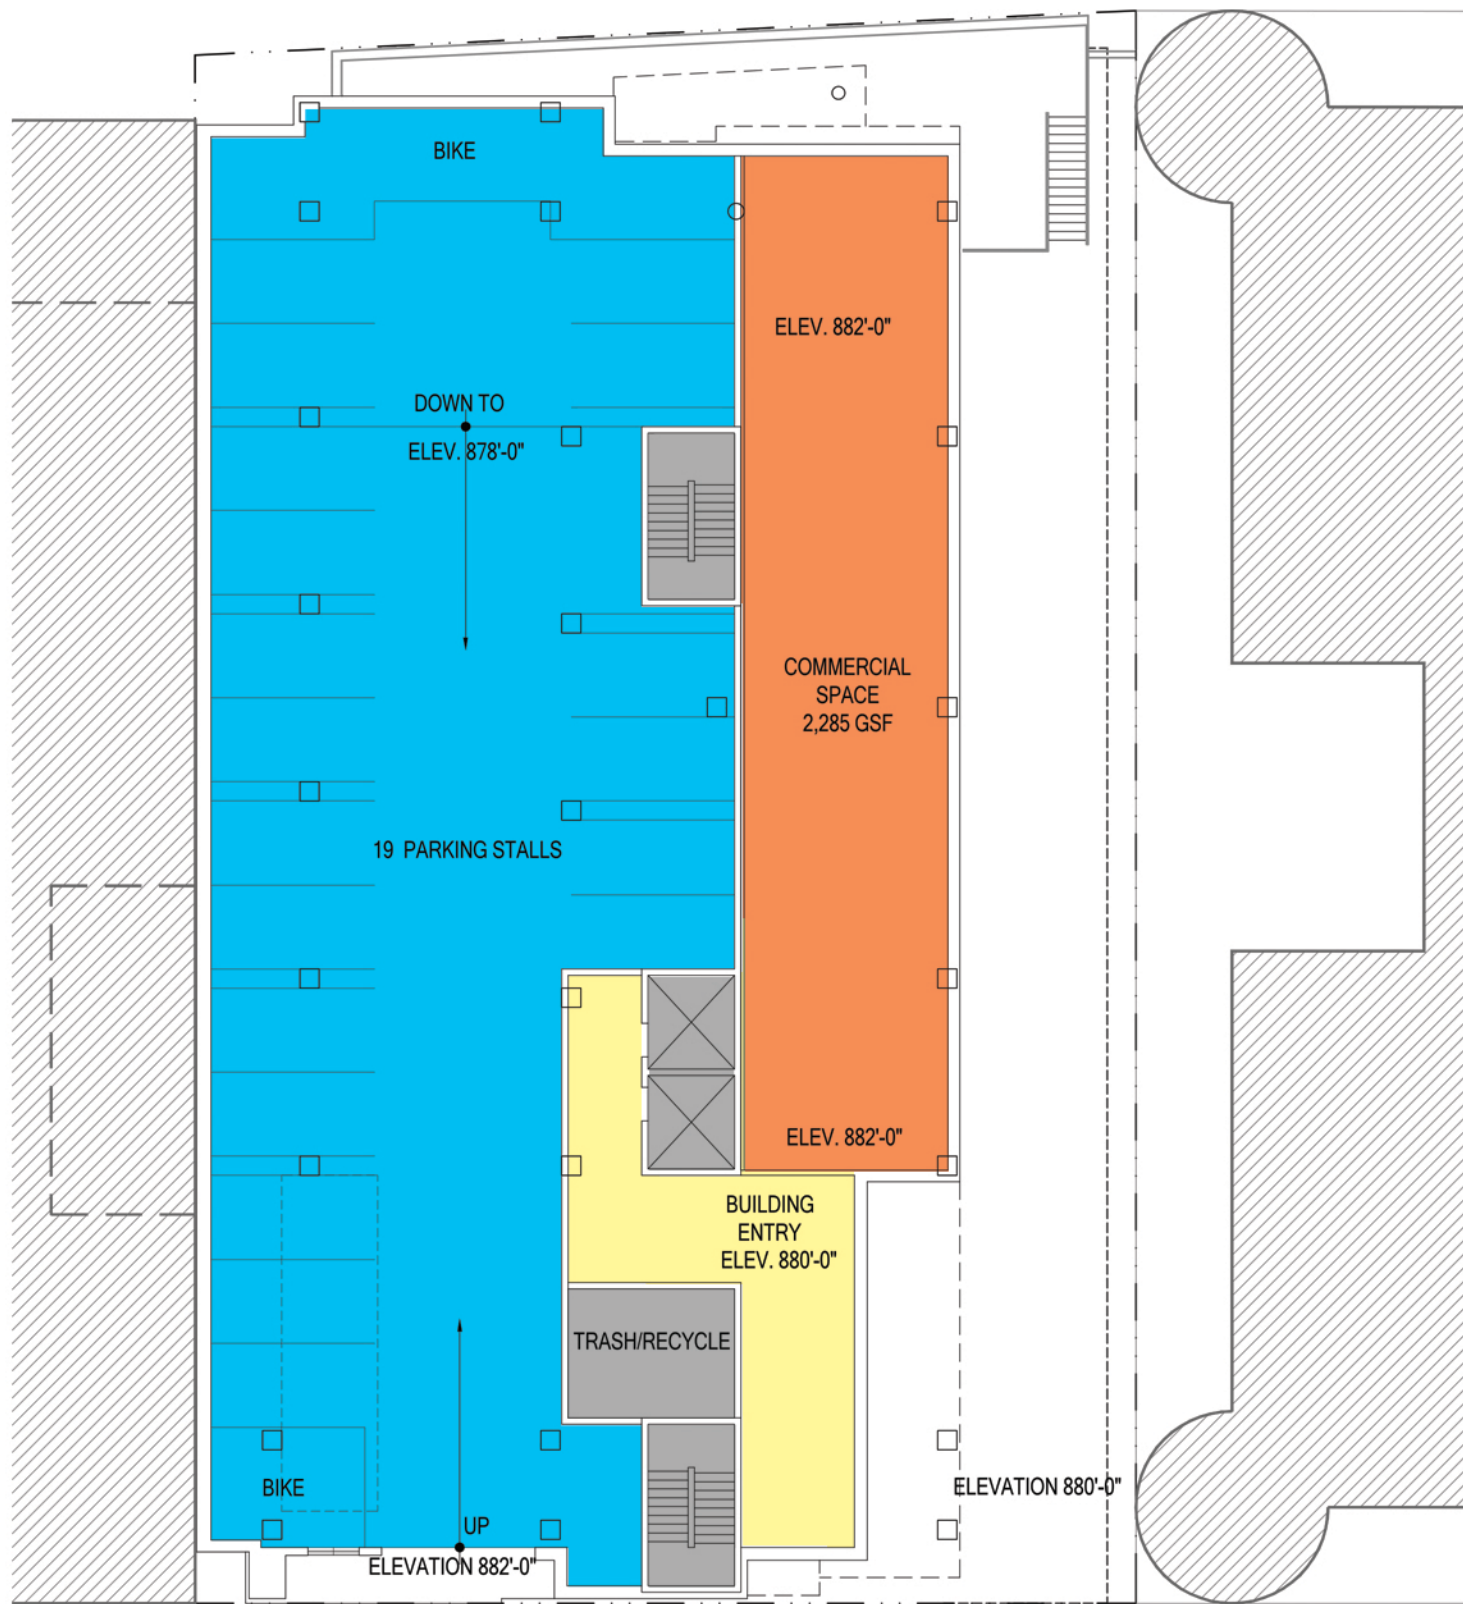 BIKE
ELEV. 882'-0"
DOWN TO
ELEV. 878'-0"
COMMERCIAL
SPACE
2,285 GSF
19 PARKING STALLS
ELEV. 882'-0"
BUILDING
ENTRY
ELEV. 880'-0"
TRASH/RECYCLE
BIKE
ELEVATION 880'-0"
UP
ELEVATION 882'-0"